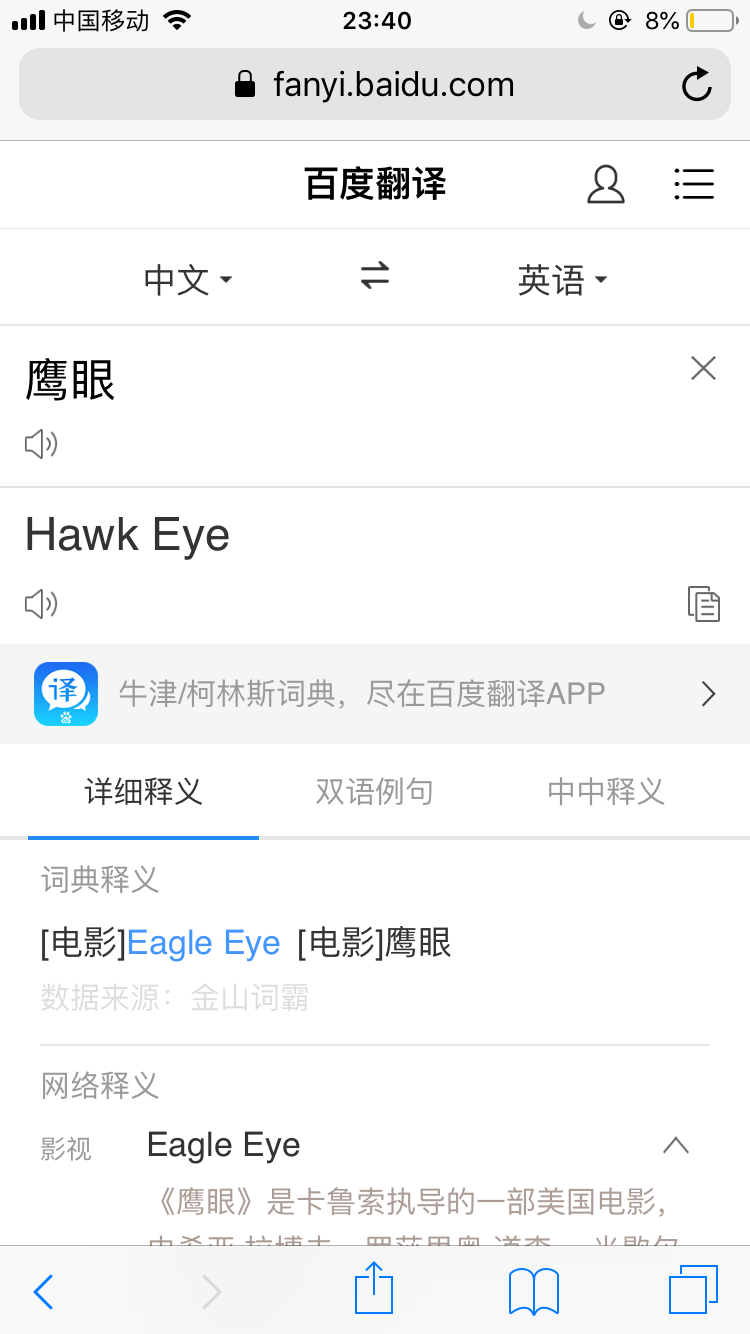 中国移动 23:40 8%
fanyi.baidu.com
百度翻译
中文 英语
鹰眼
Hawk Eye
译 牛津/柯林斯词典，尽在百度翻译APP
详细释义 双语例句 中中释义
词典释义
[电影]Eagle Eye [电影]鹰眼
数据来源：金山词霸
网络释义
影视 Eagle Eye
《鹰眼》是卡鲁索执导的一部美国电影，